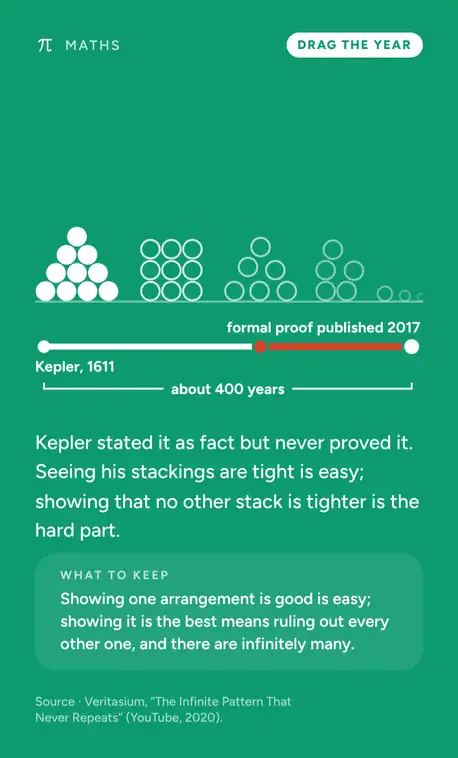 π MATHS
DRAG THE YEAR
formal proof published 2017
Kepler, 1611
about 400 years
Kepler stated it as fact but never proved it.
Seeing his stackings are tight is easy;
showing that no other stack is tighter is the
hard part.
WHAT TO KEEP
Showing one arrangement is good is easy;
showing it is the best means ruling out every
other one, and there are infinitely many.
Source · Veritasium, “The Infinite Pattern That
Never Repeats” (YouTube, 2020).